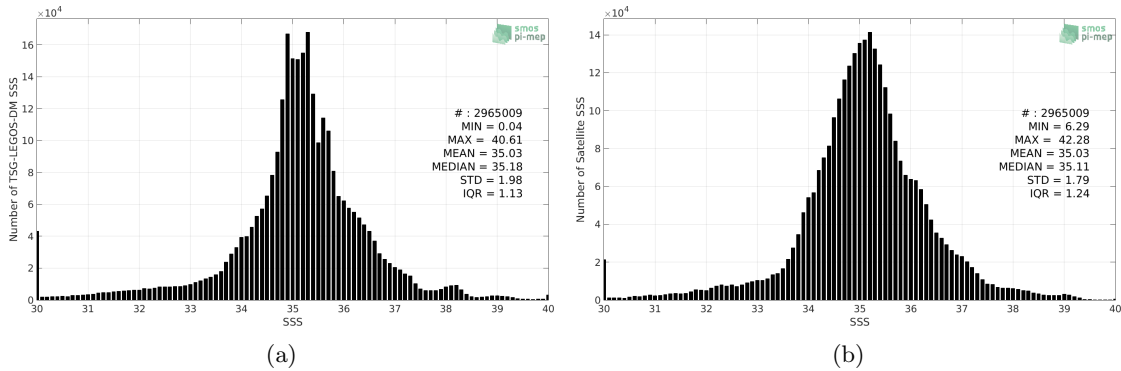 ×10⁴
16
14
12
10
8
6
4
2
0
30 31 32 33 34 35 36 37 38 39 40
SSS
Number of TSG-LEGOS-DM SSS
smos
pi-mep
# : 2965009
MIN = 0.04
MAX = 40.61
MEAN = 35.03
MEDIAN = 35.18
STD = 1.98
IQR = 1.13
(a)
×10⁴
14
12
10
8
6
4
2
0
30 31 32 33 34 35 36 37 38 39 40
SSS
Number of Satellite SSS
smos
pi-mep
# : 2965009
MIN = 6.29
MAX = 42.28
MEAN = 35.03
MEDIAN = 35.11
STD = 1.79
IQR = 1.24
(b)